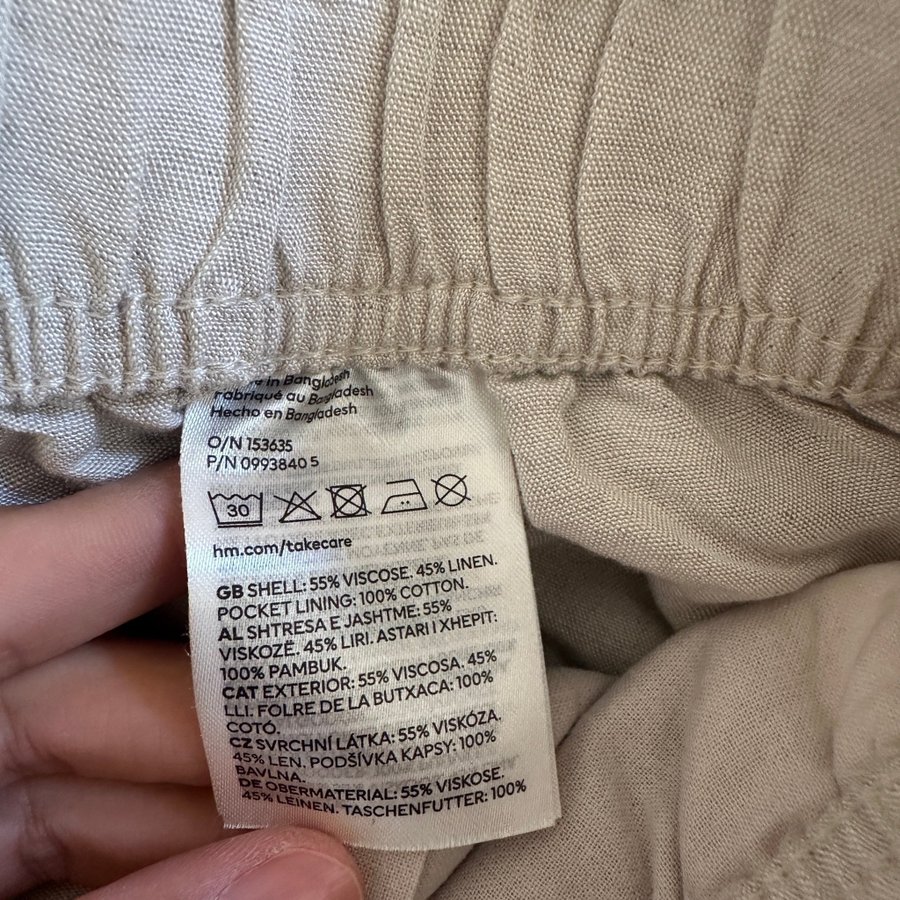 in Bangladesh
Fabriqué au Bangladesh
Hecho en Bangladesh
O/N 153635
P/N 0993840 5
30
hm.com/takecare
GB SHELL: 55% VISCOSE. 45% LINEN.
POCKET LINING: 100% COTTON.
AL SHTRESA E JASHTME: 55%
VISKOZË. 45% LIRI. ASTARI I XHEPIT:
100% PAMBUK.
CAT EXTERIOR: 55% VISCOSA. 45%
LLI. FOLRE DE LA BUTXACA: 100%
COTÓ.
CZ SVRCHNÍ LÁTKA: 55% VISKÓZA.
45% LEN. PODŠÍVKA KAPSY: 100%
BAVLNA.
DE OBERMATERIAL: 55% VISKOSE.
45% LEINEN. TASCHENFUTTER: 100%